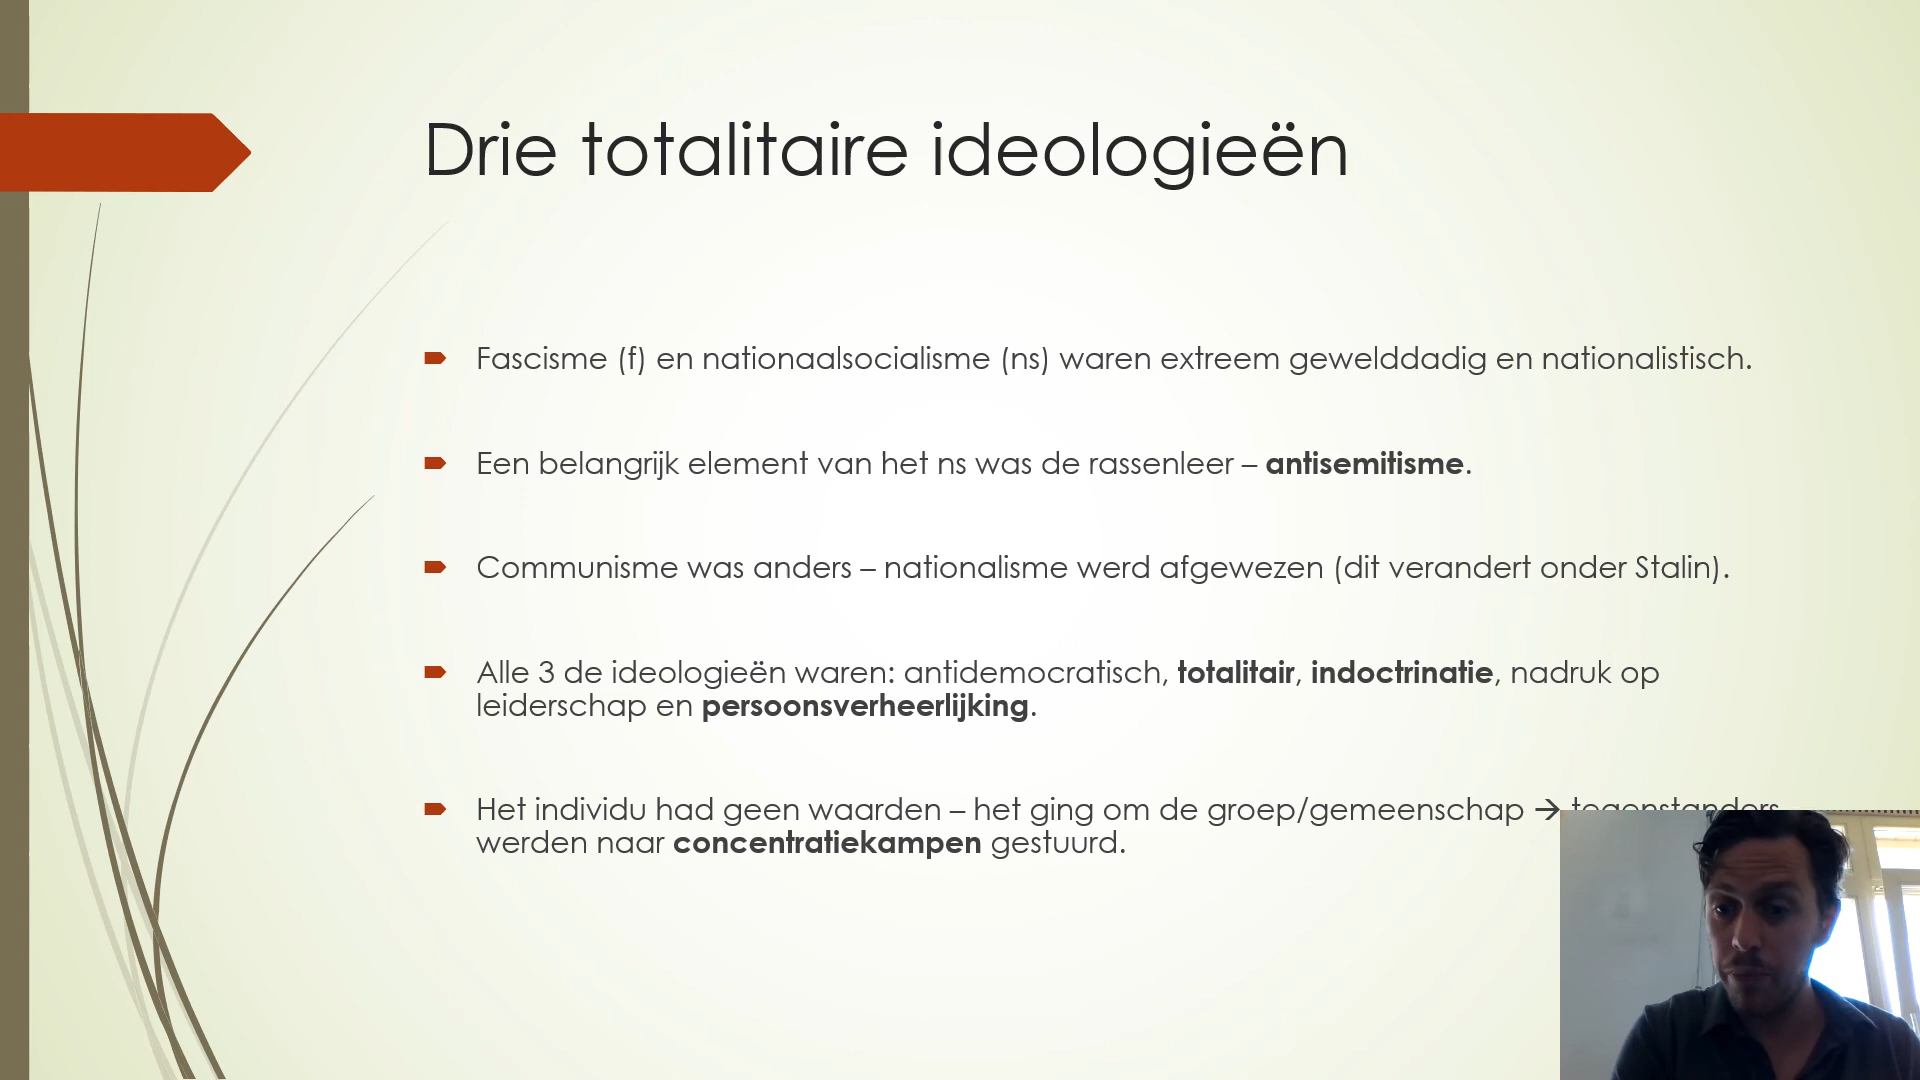 Drie totalitaire ideologieën
Fascisme (f) en nationaalsocialisme (ns) waren extreem gewelddadig en nationalistisch.
Een belangrijk element van het ns was de rassenleer – antisemitisme.
Communisme was anders – nationalisme werd afgewezen (dit verandert onder Stalin).
Alle 3 de ideologieën waren: antidemocratisch, totalitair, indoctrinatie, nadruk op
leiderschap en persoonsverheerlijking.
Het individu had geen waarden – het ging om de groep/gemeenschap → tegenstanders
werden naar concentratiekampen gestuurd.